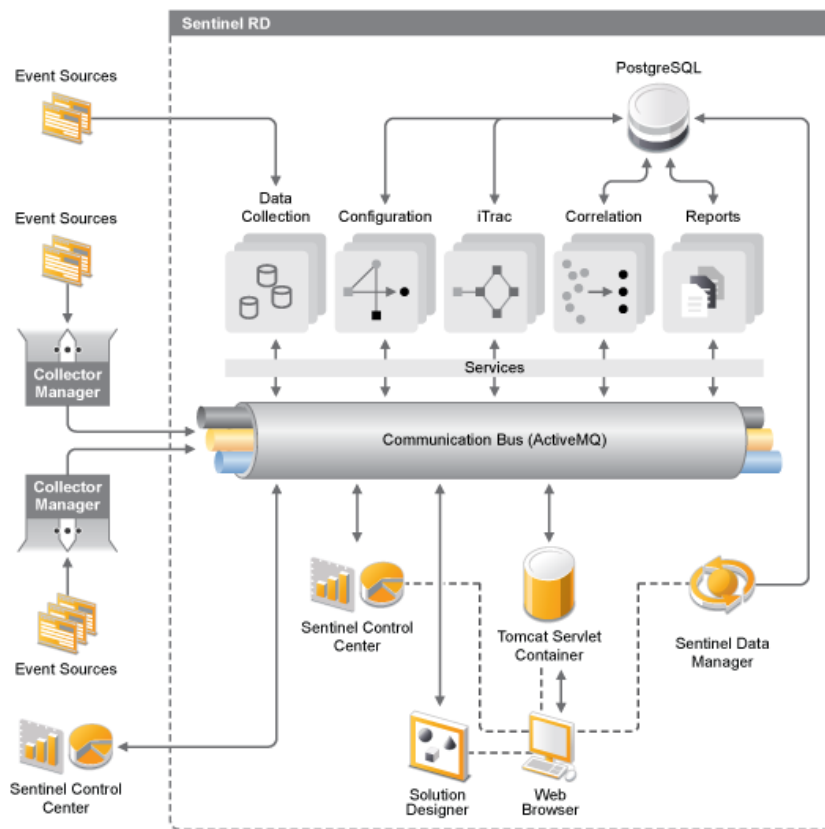 Sentinel RD
Event Sources
PostgreSQL
Data
Collection
Configuration
iTrac
Correlation
Reports
Event Sources
Services
Collector
Manager
Communication Bus (ActiveMQ)
Collector
Manager
Event Sources
Sentinel Control
Center
Tomcat Servlet
Container
Sentinel Data
Manager
Sentinel Control
Center
Solution
Designer
Web
Browser